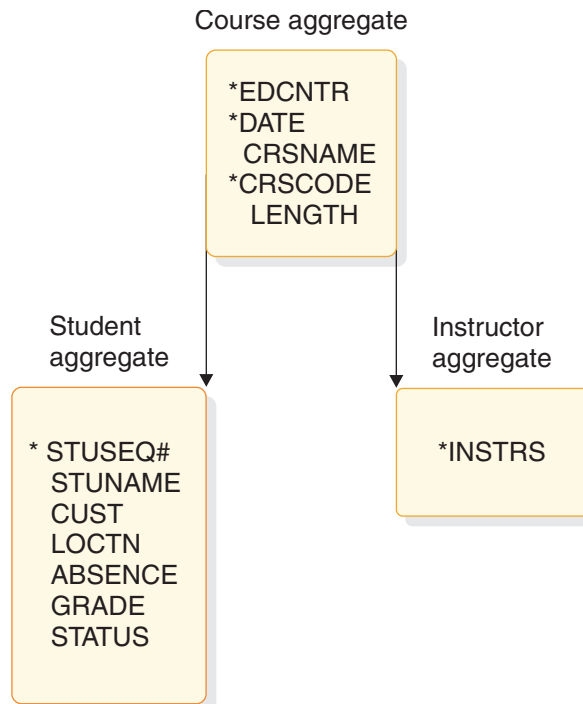 Course aggregate
*EDCNTR
*DATE
CRSNAME
*CRSCODE
LENGTH
Student
aggregate
* STUSEQ#
STUNAME
CUST
LOCTN
ABSENCE
GRADE
STATUS
Instructor
aggregate
*INSTRS